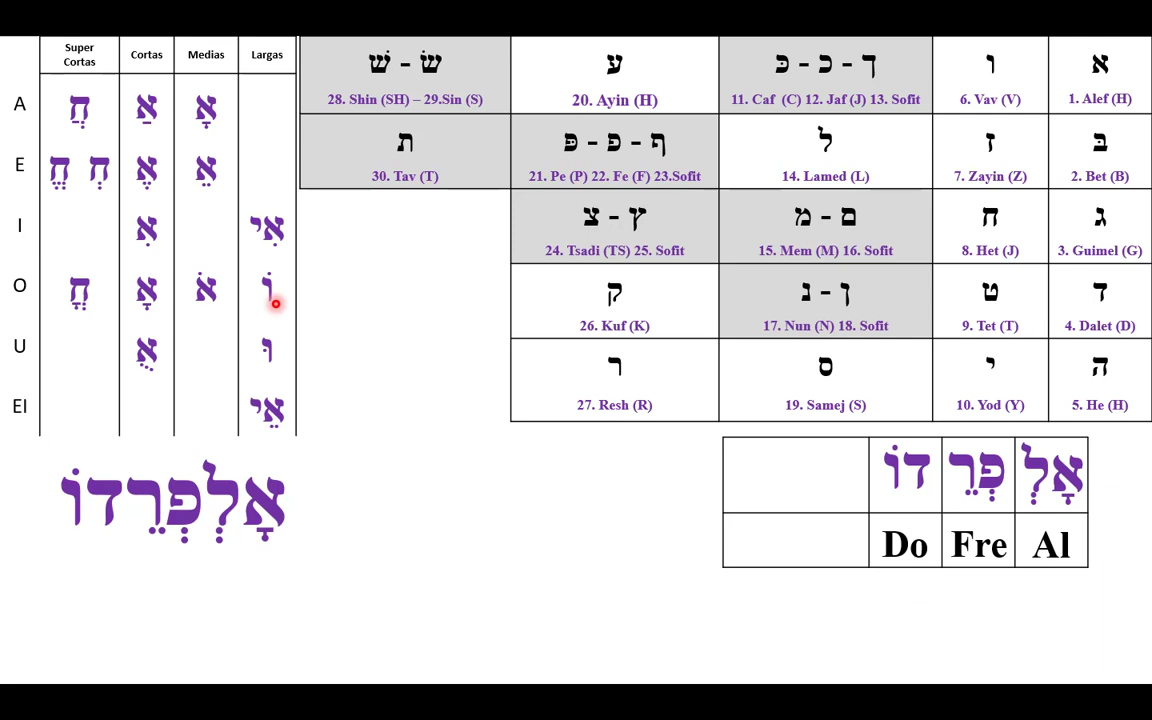 Super Cortas Cortas Medias Largas
A חֲ אַ אָ
E חֱ חְ אֶ אֵ
I אִ אִי
O חֳ אָ אֹ וֹ
U אֻ וּ
EI אֵי
שׁ - שׂ ע ך - כ - כּ ו א
28. Shin (SH) – 29.Sin (S) 20. Ayin (H) 11. Caf (C) 12. Jaf (J) 13. Sofit 6. Vav (V) 1. Alef (H)
ת ף - פ - פּ ל ז בּ
30. Tav (T) 21. Pe (P) 22. Fe (F) 23.Sofit 14. Lamed (L) 7. Zayin (Z) 2. Bet (B)
ץ - צ ם - מ ח ג
24. Tsadi (TS) 25. Sofit 15. Mem (M) 16. Sofit 8. Het (J) 3. Guimel (G)
ק ן - נ ט ד
26. Kuf (K) 17. Nun (N) 18. Sofit 9. Tet (T) 4. Dalet (D)
ר ס י ה
27. Resh (R) 19. Samej (S) 10. Yod (Y) 5. He (H)
אָלְפְרֵדוֹ
אָלְ פְרֵ דוֹ
Do Fre Al